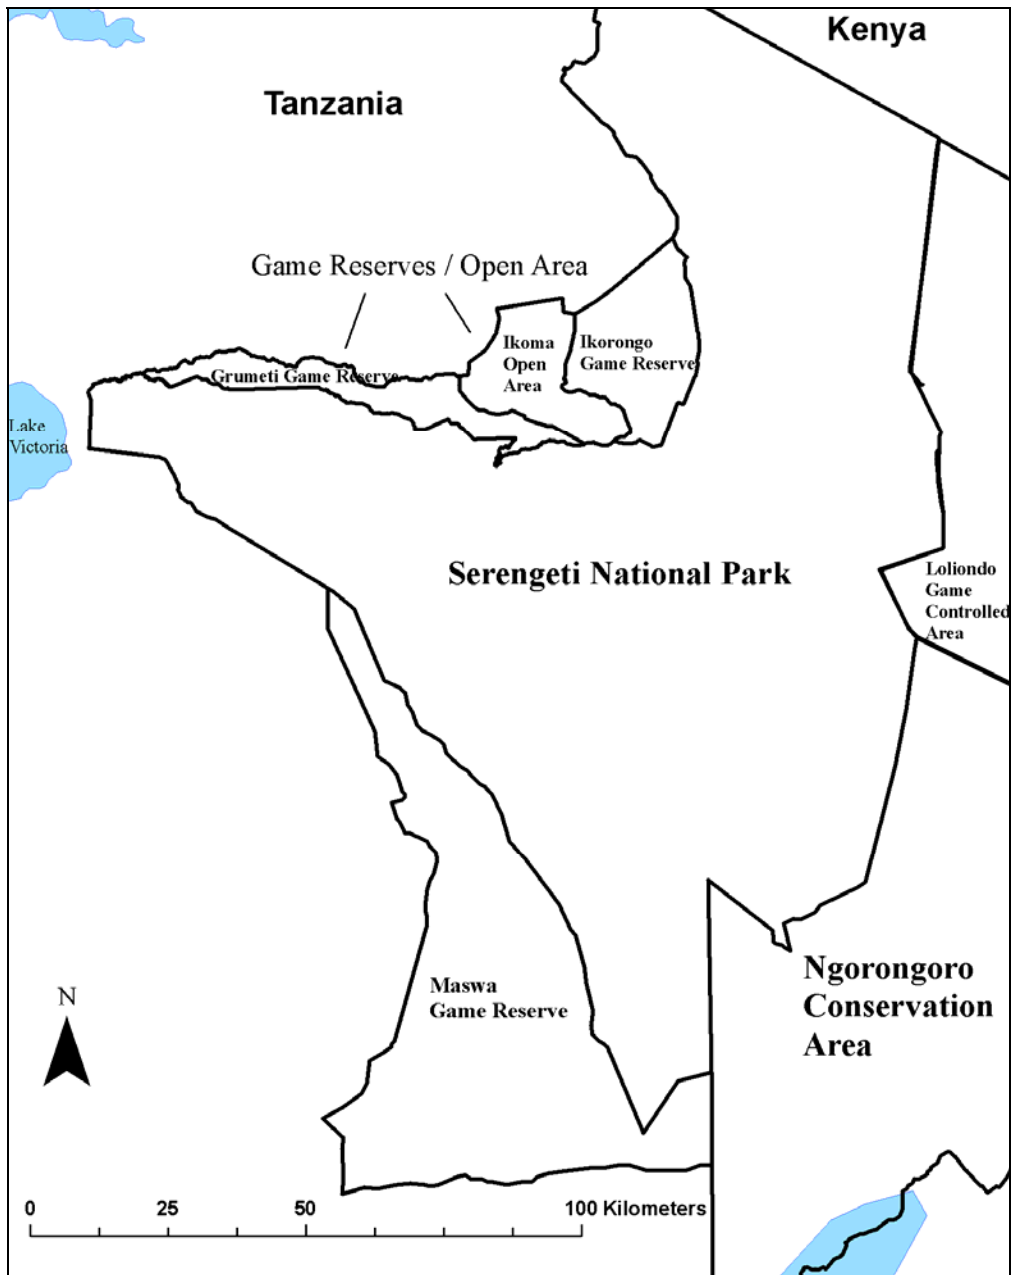 Kenya
Tanzania
Game Reserves / Open Area
Ikoma
Open
Area
Ikorongo
Game Reserve
Grumeti Game Reserve
Lake
Victoria
Serengeti National Park
Loliondo
Game
Controlled
Area
Maswa
Game Reserve
Ngorongoro
Conservation
Area
N
0 25 50 100 Kilometers